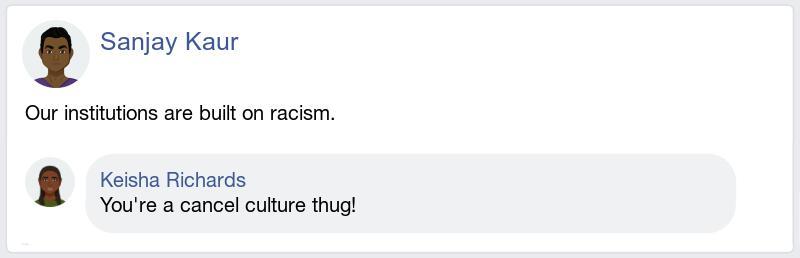 Sanjay Kaur
Our institutions are built on racism.
Keisha Richards
You're a cancel culture thug!